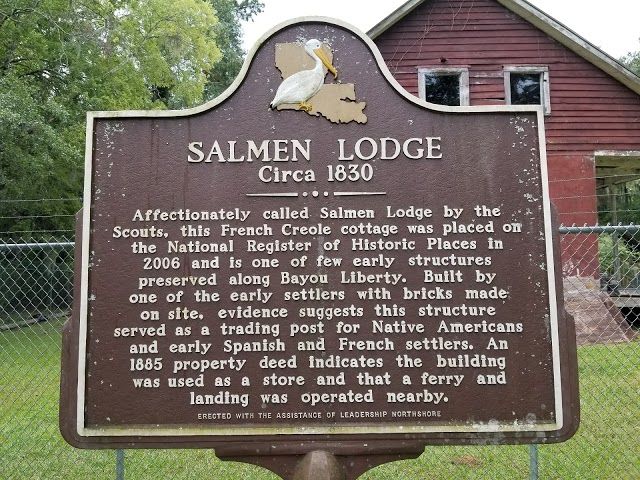 SALMEN LODGE
Circa 1830
Affectionately called Salmen Lodge by the
Scouts, this French Creole cottage was placed on
the National Register of Historic Places in
2006 and is one of few early structures
preserved along Bayou Liberty. Built by
one of the early settlers with bricks made
on site, evidence suggests this structure
served as a trading post for Native Americans
and early Spanish and French settlers. An
1885 property deed indicates the building
was used as a store and that a ferry and
landing was operated nearby.
ERECTED WITH THE ASSISTANCE OF LEADERSHIP NORTHSHORE